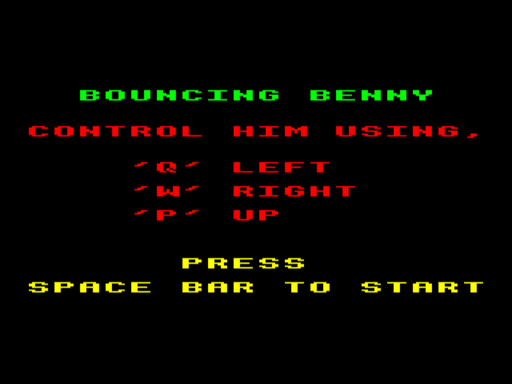 BOUNCING BENNY
CONTROL HIM USING,
´Q´ LEFT
´W´ RIGHT
´P´ UP
PRESS
SPACE BAR TO START